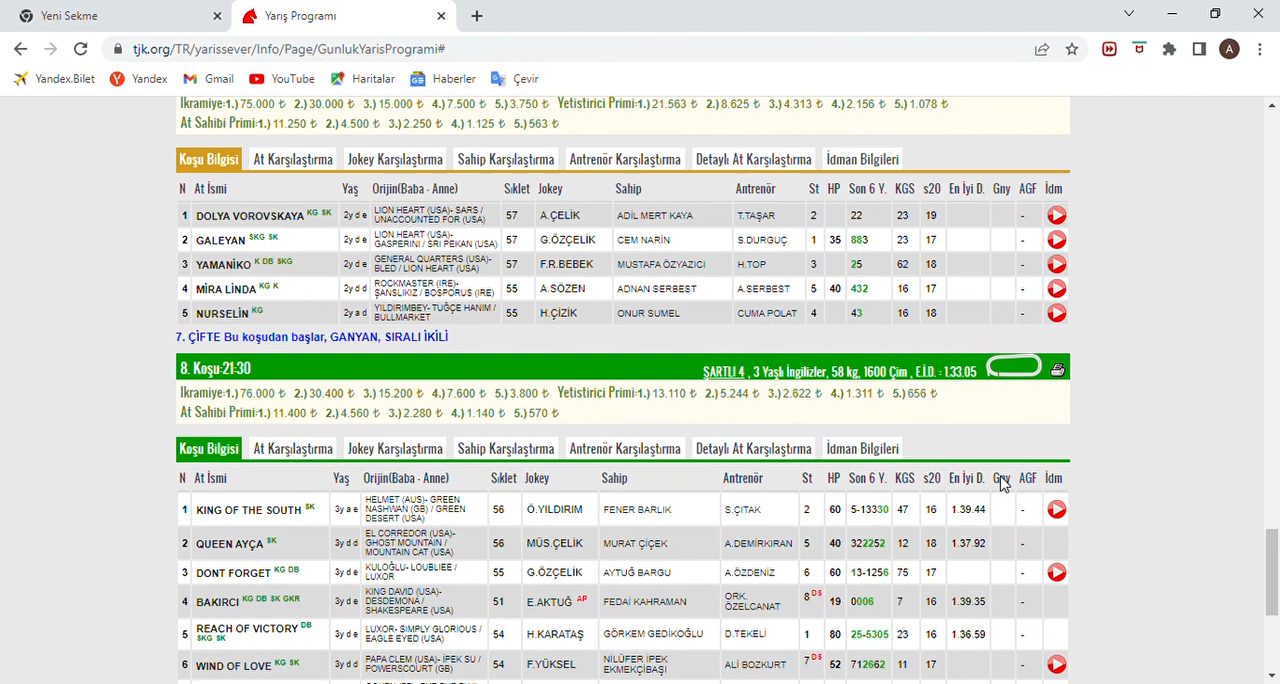 Yeni Sekme
Yarış Programı
tjk.org/TR/yarissever/Info/Page/GunlukYarisProgrami#
A
Yandex.Bilet Yandex Gmail YouTube Haritalar Haberler Çevir
İkramiye:1.) 75.000 ₺ 2.) 30.000 ₺ 3.) 15.000 ₺ 4.) 7.500 ₺ 5.) 3.750 ₺ Yetistirici Primi:1.) 21.563 ₺ 2.) 8.625 ₺ 3.) 4.313 ₺ 4.) 2.156 ₺ 5.) 1.078 ₺
At Sahibi Primi:1.) 11.250 ₺ 2.) 4.500 ₺ 3.) 2.250 ₺ 4.) 1.125 ₺ 5.) 563 ₺
Koşu Bilgisi At Karşılaştırma Jokey Karşılaştırma Sahip Karşılaştırma Antrenör Karşılaştırma Detaylı At Karşılaştırma İdman Bilgileri
N At İsmi Yaş Orijin(Baba - Anne) Sıklet Jokey Sahip Antrenör St HP Son 6 Y. KGS s20 En İyi D. Gny AGF İdm
1 DOLYA VOROVSKAYA KG SK 2y d e LION HEART (USA)- SARS / UNACCOUNTED FOR (USA) 57 A.ÇELİK ADİL MERT KAYA T.TAŞAR 2 22 23 19 -
2 GALEYAN SKG SK 2y d e LION HEART (USA)- GASPERINI / SRI PEKAN (USA) 57 G.ÖZÇELİK CEM NARİN S.DURGUÇ 1 35 883 23 17 -
3 YAMANİKO K DB SKG 2y d e GENERAL QUARTERS (USA)- BLED / LION HEART (USA) 57 F.R.BEBEK MUSTAFA ÖZYAZICI H.TOP 3 25 62 18 -
4 MİRA LİNDA KG K 2y d d ROCKMASTER (IRE)- ŞANSLIKIZ / BOSPORUS (IRE) 55 A.SÖZEN ADNAN SERBEST A.SERBEST 5 40 432 16 17 -
5 NURSELİN KG 2y a d YILDIRIMBEY- TUĞÇE HANIM / BULLMARKET 55 H.ÇİZİK ONUR SUMEL CUMA POLAT 4 43 16 18 -
7. ÇİFTE Bu koşudan başlar, GANYAN, SIRALI İKİLİ
8. Koşu:21:30 ŞARTLI 4 , 3 Yaşlı İngilizler, 58 kg, 1600 Çim , E.İ.D. : 1.33.05
İkramiye:1.) 76.000 ₺ 2.) 30.400 ₺ 3.) 15.200 ₺ 4.) 7.600 ₺ 5.) 3.800 ₺ Yetistirici Primi:1.) 13.110 ₺ 2.) 5.244 ₺ 3.) 2.622 ₺ 4.) 1.311 ₺ 5.) 656 ₺
At Sahibi Primi:1.) 11.400 ₺ 2.) 4.560 ₺ 3.) 2.280 ₺ 4.) 1.140 ₺ 5.) 570 ₺
Koşu Bilgisi At Karşılaştırma Jokey Karşılaştırma Sahip Karşılaştırma Antrenör Karşılaştırma Detaylı At Karşılaştırma İdman Bilgileri
N At İsmi Yaş Orijin(Baba - Anne) Sıklet Jokey Sahip Antrenör St HP Son 6 Y. KGS s20 En İyi D. Gny AGF İdm
1 KING OF THE SOUTH SK 3y a e HELMET (AUS)- GREEN NASHWAN (GB) / GREEN DESERT (USA) 56 Ö.YILDIRIM FENER BARLIK S.ÇITAK 2 60 5-13330 47 16 1.39.44 -
2 QUEEN AYÇA SK 3y d d EL CORREDOR (USA)- GHOST MOUNTAIN / MOUNTAIN CAT (USA) 56 MÜS.ÇELİK MURAT ÇİÇEK A.DEMİRKIRAN 5 40 322252 12 18 1.37.92 -
3 DONT FORGET KG DB 3y d e KULOĞLU- LOUBLIEE / LUXOR 55 G.ÖZÇELİK AYTUĞ BARGU A.ÖZDENİZ 6 60 13-1256 75 17 -
4 BAKIRCI KG DB SK GKR 3y d e KING DAVID (USA)- DESDEMONA / SHAKESPEARE (USA) 51 E.AKTUĞ AP FEDAİ KAHRAMAN ORK. ÖZELCANAT 8 DS 19 0006 7 16 1.39.35 -
5 REACH OF VICTORY DB SKG SK 3y d e LUXOR- SIMPLY GLORIOUS / EAGLE EYED (USA) 54 H.KARATAŞ GÖRKEM GEDİKOĞLU D.TEKELİ 1 80 25-5305 23 16 1.36.59 -
6 WIND OF LOVE KG SK 3y d d PAPA CLEM (USA)- İPEK SU / POWERSCOURT (GB) 54 F.YÜKSEL NİLÜFER İPEK EKMEKÇİBAŞI ALİ BOZKURT 7 DS 52 712662 11 17 -